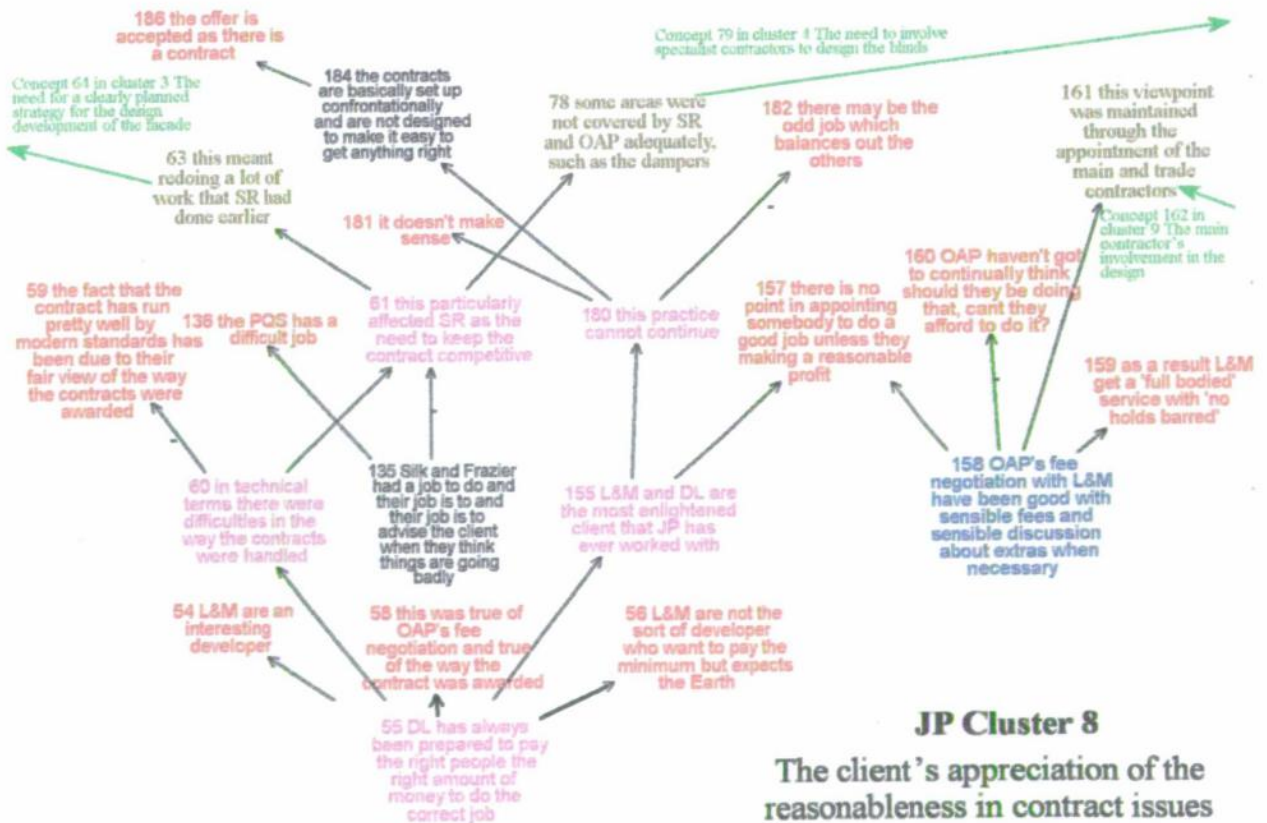 186 the offer is
accepted as there is
a contract
Concept 79 in cluster 4 The need to involve
specialist contractors to design the blinds
Concept 64 in cluster 3 The
need for a clearly planned
strategy for the design
development of the facade
184 the contracts
are basically set up
confrontationally
and are not designed
to make it easy to
get anything right
78 some areas were
not covered by SR
and OAP adequately,
such as the dampers
182 there may be the
odd job which
balances out the
others
161 this viewpoint
was maintained
through the
appointment of the
main and trade
contractors
63 this meant
redoing a lot of
work that SR had
done earlier
181 it doesn't make
sense
Concept 162 in
cluster 9 The main
contractor's
involvement in the
design
59 the fact that the
contract has run
pretty well by
modern standards has
been due to their
fair view of the way
the contracts were
awarded
136 the PQS has a
difficult job
61 this particularly
affected SR as the
need to keep the
contract competitive
180 this practice
cannot continue
157 there is no
point in appointing
somebody to do a
good job unless they
making a reasonable
profit
160 OAP haven't got
to continually think
should they be doing
that, cant they
afford to do it?
159 as a result L&M
get a 'full bodied'
service with 'no
holds barred'
60 in technical
terms there were
difficulties in the
way the contracts
were handled
135 Silk and Frazier
had a job to do and
their job is to and
their job is to
advise the client
when they think
things are going
badly
155 L&M and DL are
the most enlightened
client that JP has
ever worked with
158 OAP's fee
negotiation with L&M
have been good with
sensible fees and
sensible discussion
about extras when
necessary
54 L&M are an
interesting
developer
58 this was true of
OAP's fee
negotiation and true
of the way the
contract was awarded
56 L&M are not the
sort of developer
who want to pay the
minimum but expects
the Earth
55 DL has always
been prepared to pay
the right people the
right amount of
money to do the
correct job
JP Cluster 8
The client's appreciation of the
reasonableness in contract issues